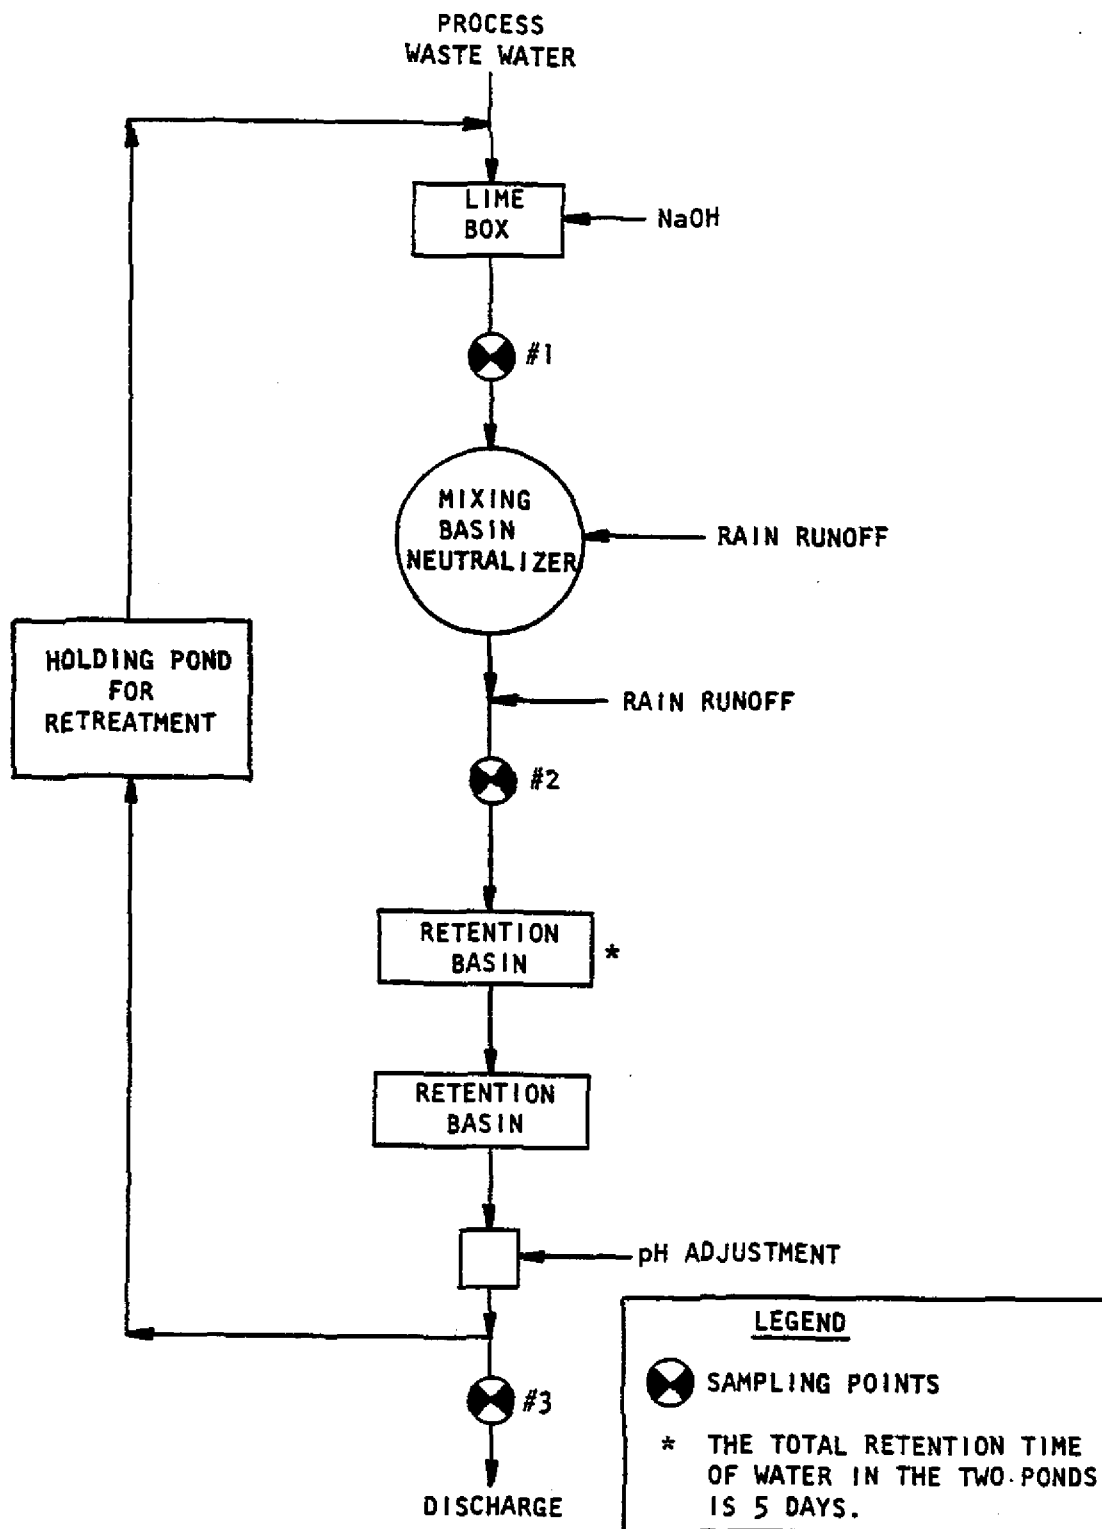 PROCESS
WASTE WATER
LIME
BOX
NaOH
#1
MIXING
BASIN
NEUTRALIZER
RAIN RUNOFF
HOLDING POND
FOR
RETREATMENT
RAIN RUNOFF
#2
RETENTION
BASIN
*
RETENTION
BASIN
pH ADJUSTMENT
#3
DISCHARGE
LEGEND
SAMPLING POINTS
* THE TOTAL RETENTION TIME
OF WATER IN THE TWO PONDS
IS 5 DAYS.